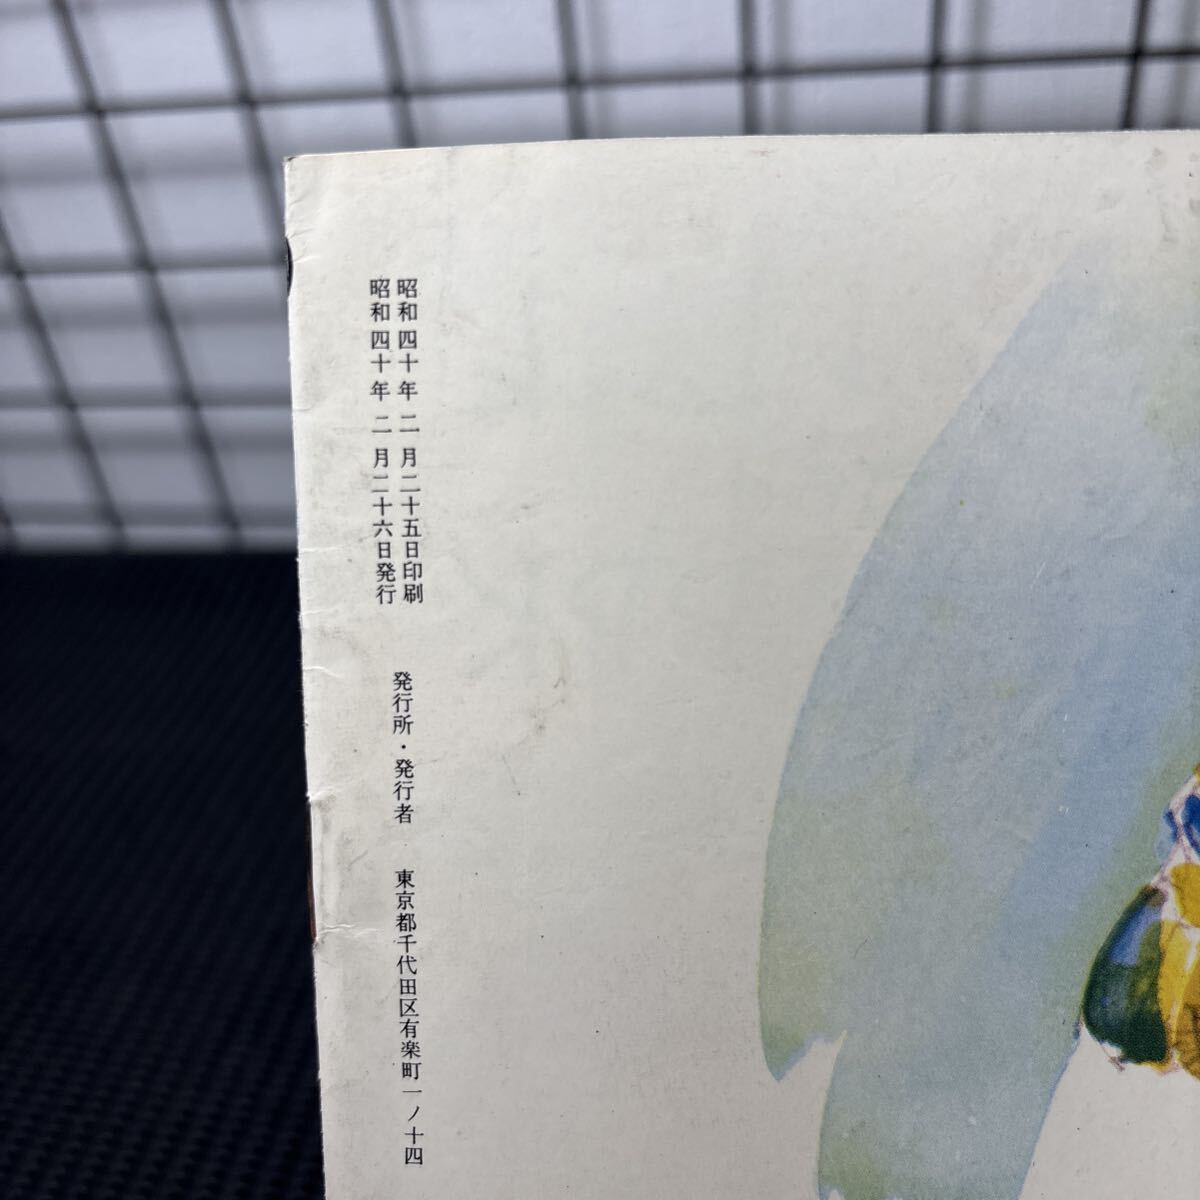 昭和四十年二月二十五日印刷
昭和四十年二月二十六日発行
発行所・発行者　東京都千代田区有楽町一ノ十四